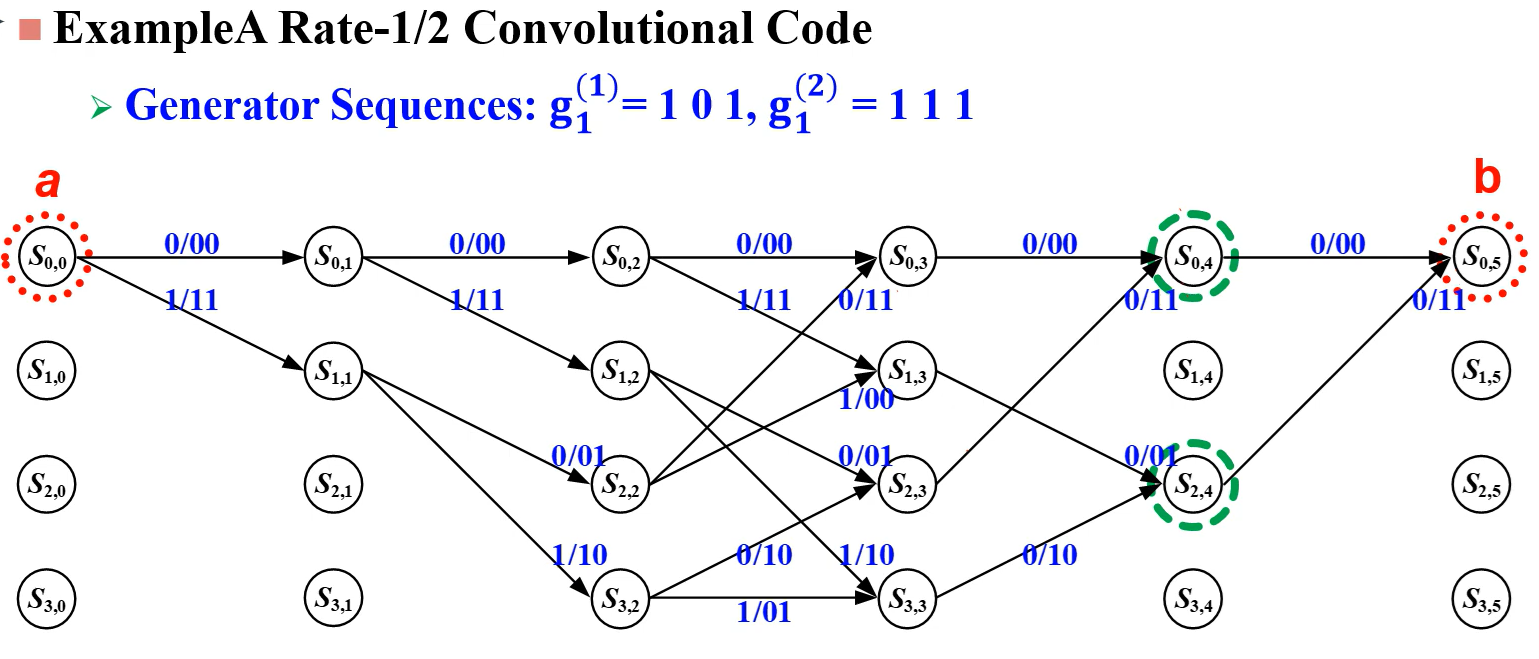 ExampleA Rate-1/2 Convolutional Code
Generator Sequences: g₁⁽¹⁾= 1 0 1, g₁⁽²⁾ = 1 1 1
a b
S0,0 0/00 S0,1 0/00 S0,2 0/00 S0,3 0/00 S0,4 0/00 S0,5
1/11 1/11 1/11 0/11 0/11 0/11
S1,0 S1,1 S1,2 S1,3 S1,4 S1,5
1/00
0/01 0/01 0/01
S2,0 S2,1 S2,2 S2,3 S2,4 S2,5
1/10 0/10 1/10 0/10
S3,0 S3,1 S3,2 S3,3 S3,4 S3,5
1/01